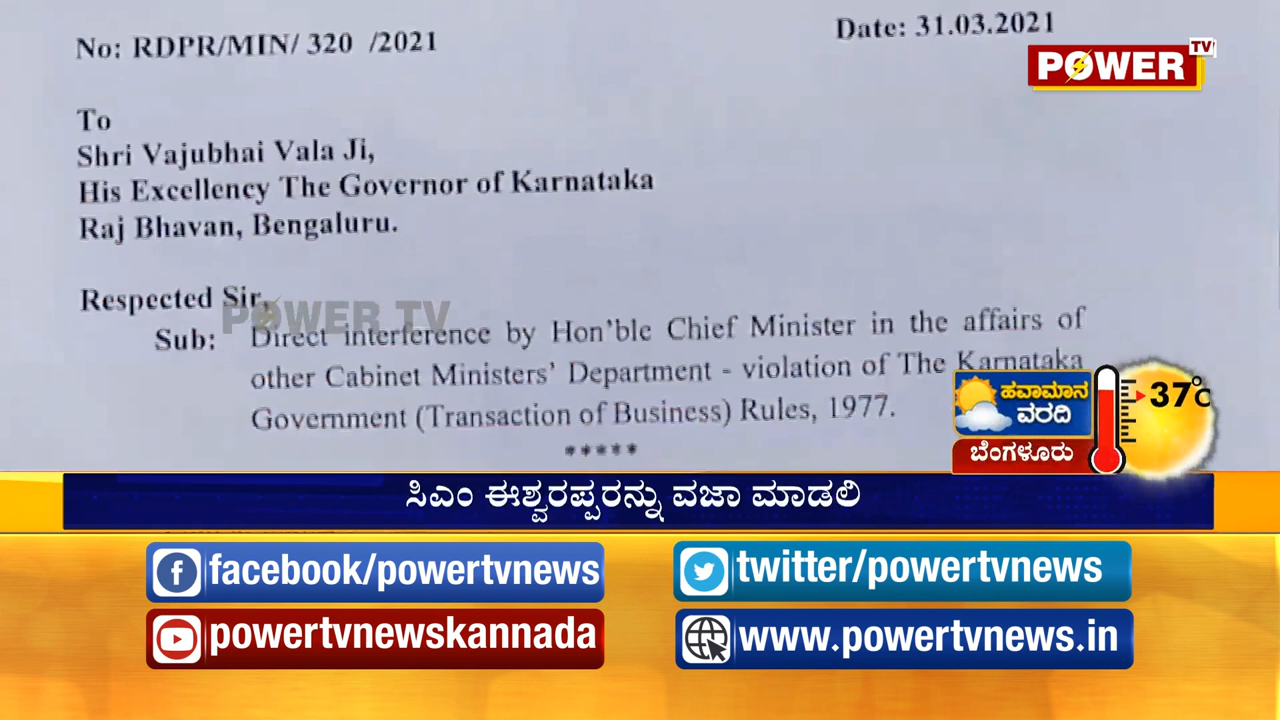 No: RDPR/MIN/ 320 /2021
Date: 31.03.2021
POWER TV
To
Shri Vajubhai Vala Ji,
His Excellency The Governor of Karnataka
Raj Bhavan, Bengaluru.
Respected Sir,
POWER TV
Sub: Direct interference by Hon'ble Chief Minister in the affairs of
other Cabinet Ministers' Department - violation of The Karnataka
Government (Transaction of Business) Rules, 1977.
*****
ಹವಾಮಾನ
ವರದಿ
37°C
ಬೆಂಗಳೂರು
ಸಿಎಂ ಈಶ್ವರಪ್ಪರನ್ನು ವಜಾ ಮಾಡಲಿ
facebook/powertvnews
twitter/powertvnews
powertvnewskannada
www.powertvnews.in